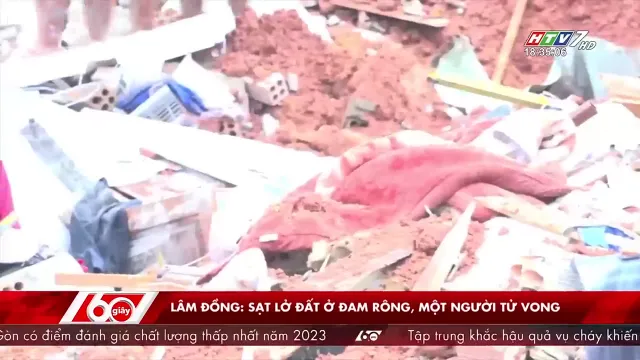 HTV7 HD
18:35:06
60 giây
LÂM ĐỒNG: SẠT LỞ ĐẤT Ở ĐAM RÔNG, MỘT NGƯỜI TỬ VONG
Gòn có điểm đánh giá chất lượng thấp nhất năm 2023 60 Tập trung khắc hậu quả vụ cháy khiến